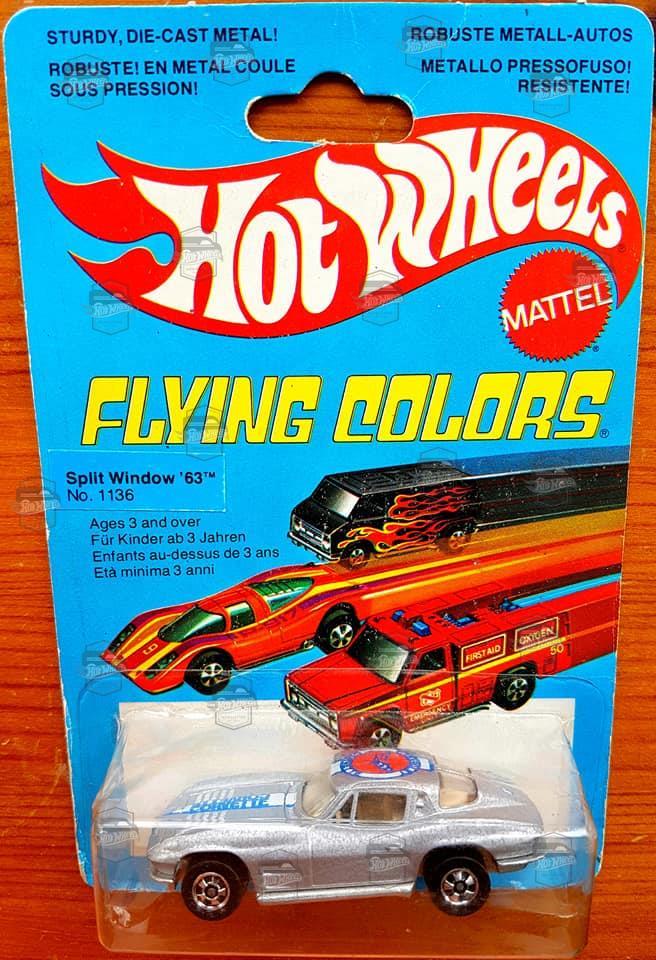 STURDY, DIE-CAST METAL!
ROBUSTE! EN METAL COULE
SOUS PRESSION!
ROBUSTE METALL-AUTOS
METALLO PRESSOFUSO!
RESISTENTE!
HOT WHEELS®
MATTEL®
FLYING COLORS®
Split Window '63™
No. 1136
Ages 3 and over
Für Kinder ab 3 Jahren
Enfants au-dessus de 3 ans
Età minima 3 anni
9
FIRST AID
OXYGEN
50
EMERGENCY
CORVETTE